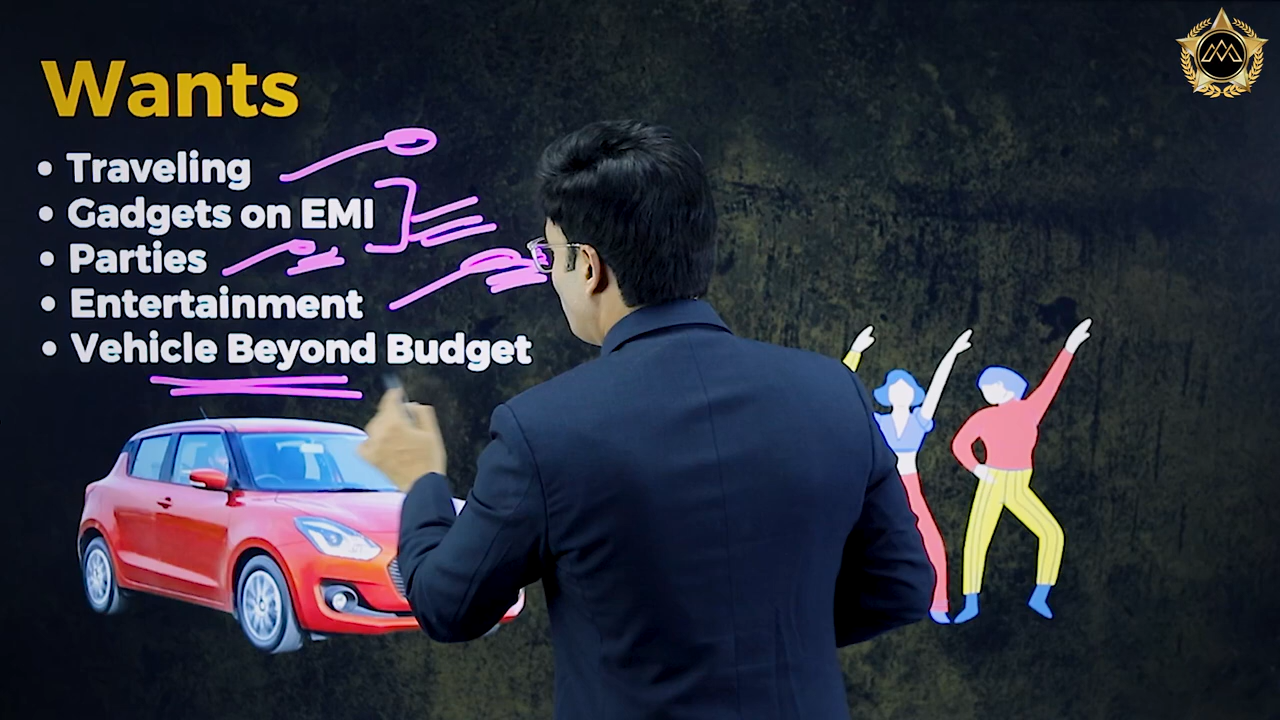 Wants
• Traveling
• Gadgets on EMI
• Parties
• Entertainment
• Vehicle Beyond Budget